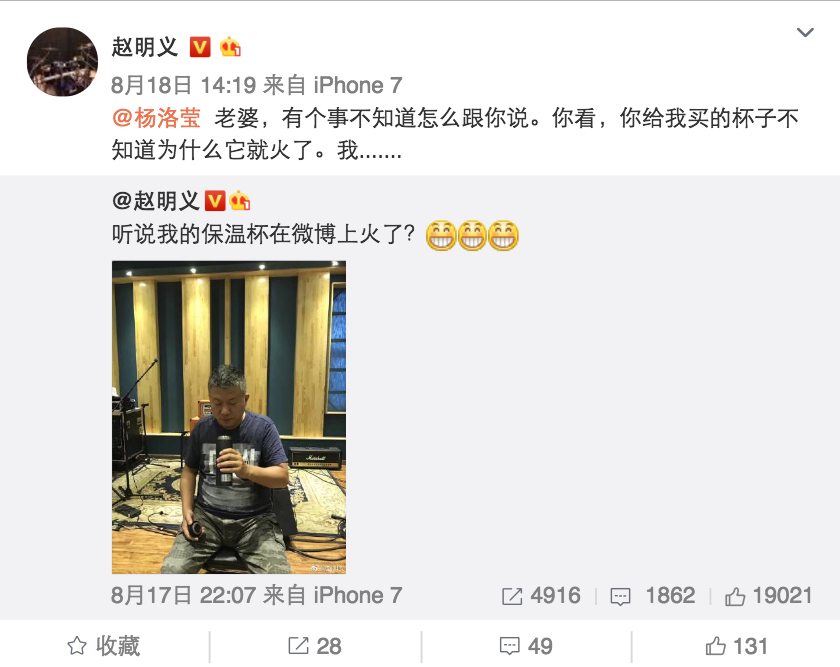 赵明义
8月18日 14:19 来自 iPhone 7
@杨洛莹 老婆，有个事不知道怎么跟你说。你看，你给我买的杯子不
知道为什么它就火了。我.......
@赵明义
听说我的保温杯在微博上火了？
Marshall
8月17日 22:07 来自 iPhone 7
4916
1862
19021
收藏
28
49
131